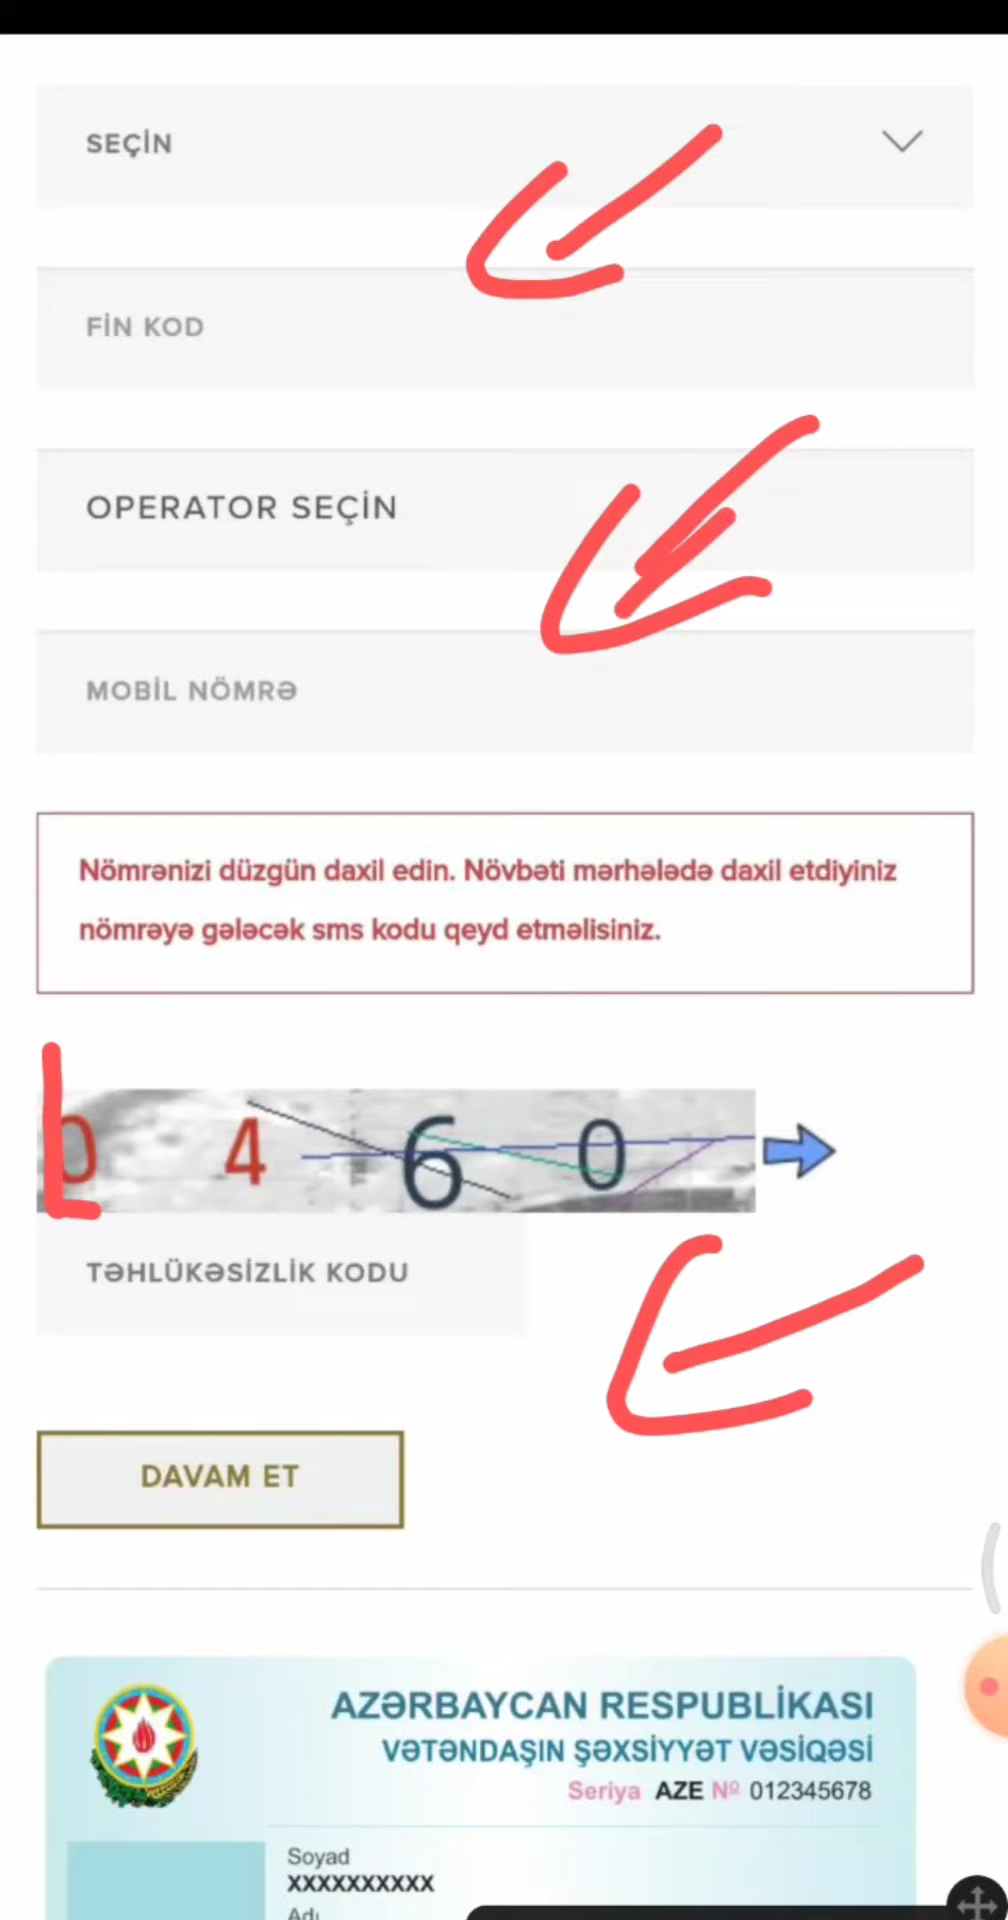 SEÇİN
FİN KOD
OPERATOR SEÇİN
MOBİL NÖMRƏ
Nömrənizi düzgün daxil edin. Növbəti mərhələdə daxil etdiyiniz
nömrəyə gələcək sms kodu qeyd etməlisiniz.
0 4 6 0
TƏHLÜKƏSİZLİK KODU
DAVAM ET
AZƏRBAYCAN RESPUBLİKASI
VƏTƏNDAŞIN ŞƏXSİYYƏT VƏSİQƏSİ
Seriya AZE № 012345678
Soyad
XXXXXXXXXX
Adı